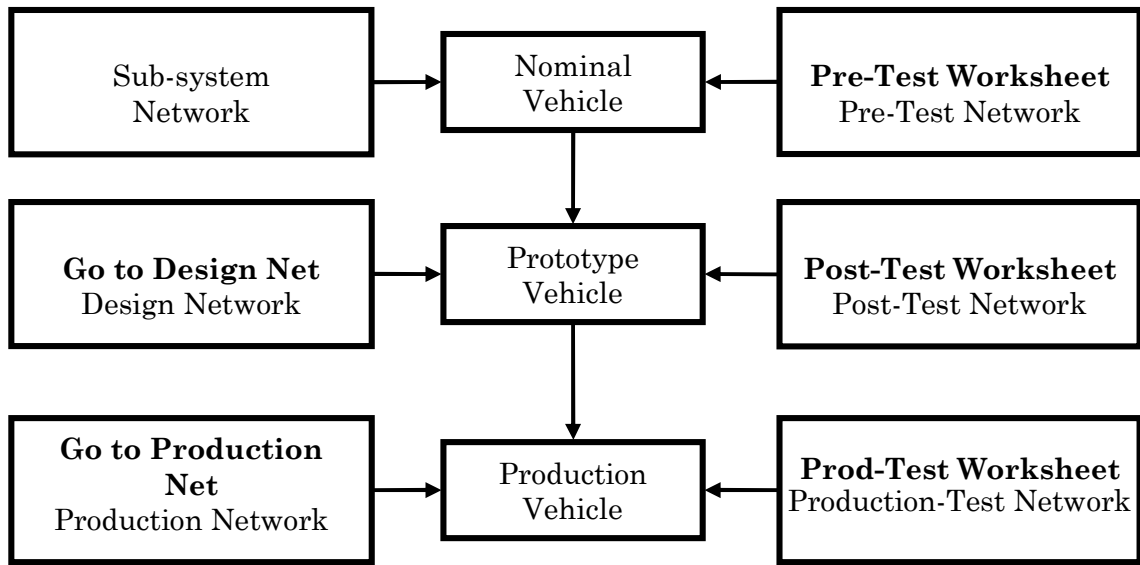 Sub-system
Network
Nominal
Vehicle
Pre-Test Worksheet
Pre-Test Network
Go to Design Net
Design Network
Prototype
Vehicle
Post-Test Worksheet
Post-Test Network
Go to Production
Net
Production Network
Production
Vehicle
Prod-Test Worksheet
Production-Test Network